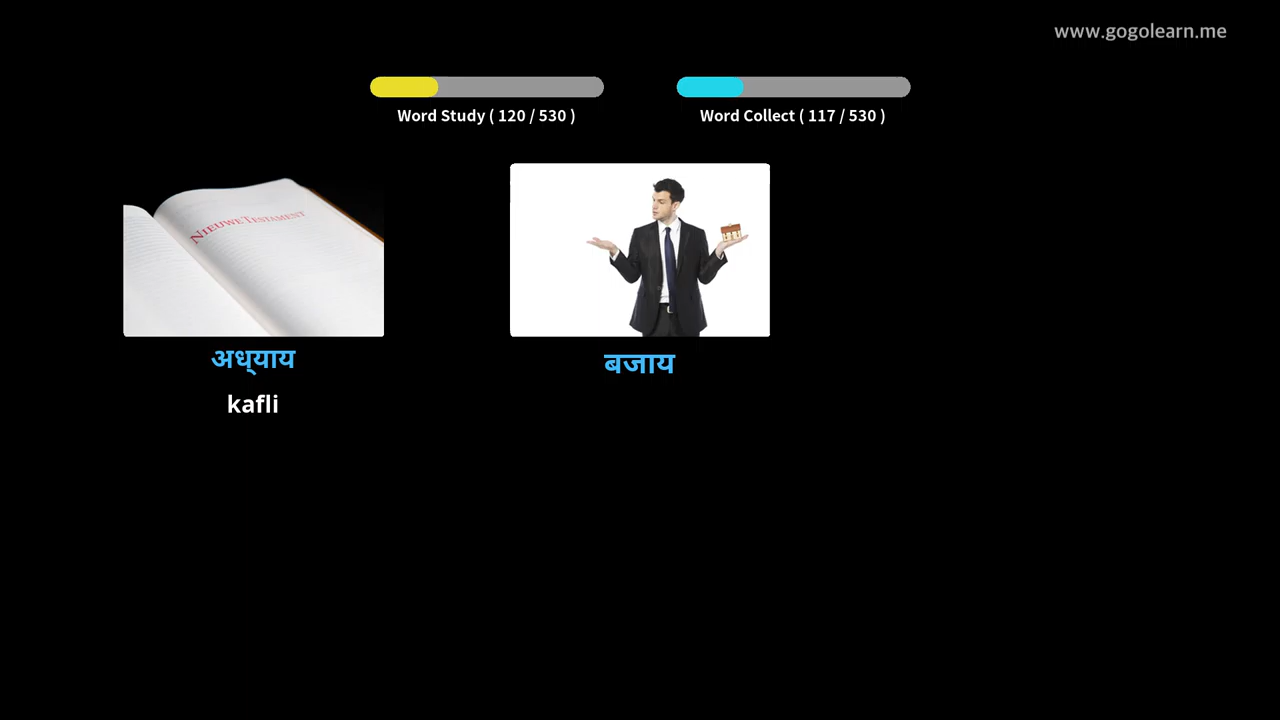 www.gogolearn.me
Word Study ( 120 / 530 )
Word Collect ( 117 / 530 )
NIEUWE TESTAMENT
अध्याय
बजाय
kafli